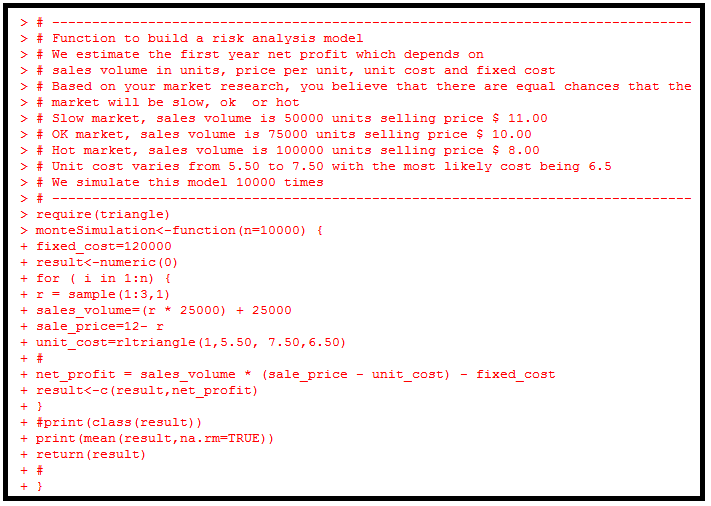 > # --------------------------------------------------------------------------------
> # Function to build a risk analysis model
> # We estimate the first year net profit which depends on
> # sales volume in units, price per unit, unit cost and fixed cost
> # Based on your market research, you believe that there are equal chances that the
> # market will be slow, ok  or hot
> # Slow market, sales volume is 50000 units selling price $ 11.00
> # OK market, sales volume is 75000 units selling price $ 10.00
> # Hot market, sales volume is 100000 units selling price $ 8.00
> # Unit cost varies from 5.50 to 7.50 with the most likely cost being 6.5
> # We simulate this model 10000 times
> # --------------------------------------------------------------------------------
> require(triangle)
> monteSimulation<-function(n=10000) {
+ fixed_cost=120000
+ result<-numeric(0)
+ for ( i in 1:n) {
+ r = sample(1:3,1)
+ sales_volume=(r * 25000) + 25000
+ sale_price=12- r
+ unit_cost=rltriangle(1,5.50, 7.50,6.50)
+ #
+ net_profit = sales_volume * (sale_price - unit_cost) - fixed_cost
+ result<-c(result,net_profit)
+ }
+ #print(class(result))
+ print(mean(result,na.rm=TRUE))
+ return(result)
+ #
+ }